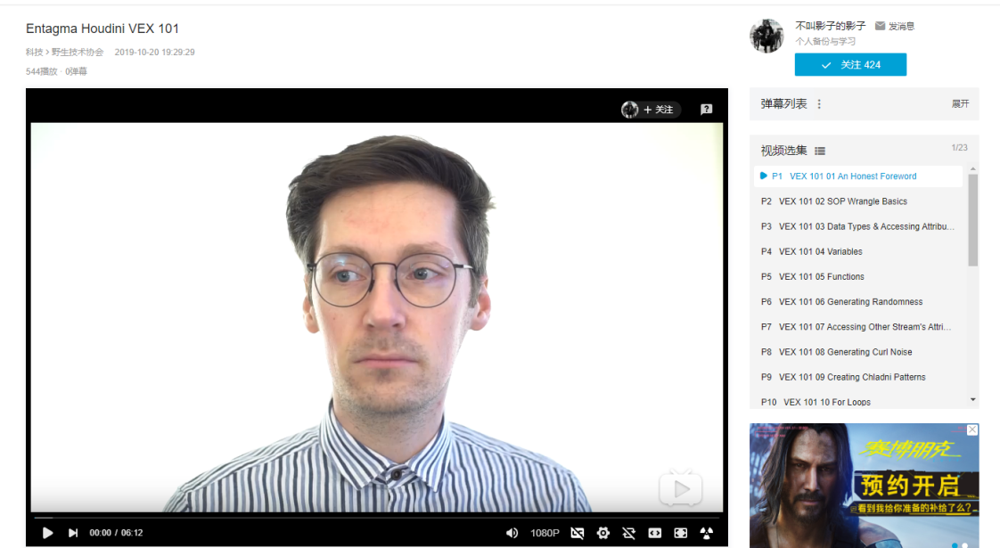 Entagma Houdini VEX 101
科技 > 野生技术协会 2019-10-20 19:29:29
544播放 · 0弹幕
不叫影子的影子 发消息
个人备份与学习
关注 424
+ 关注
弹幕列表
展开
视频选集
1/23
P1 VEX 101 01 An Honest Foreword
P2 VEX 101 02 SOP Wrangle Basics
P3 VEX 101 03 Data Types & Accessing Attribu...
P4 VEX 101 04 Variables
P5 VEX 101 05 Functions
P6 VEX 101 06 Generating Randomness
P7 VEX 101 07 Accessing Other Stream's Attri...
P8 VEX 101 08 Generating Curl Noise
P9 VEX 101 09 Creating Chladni Patterns
P10 VEX 101 10 For Loops
赛博朋克
预约开启
看到我给你准备的补给了么?
00:00 / 06:12
1080P